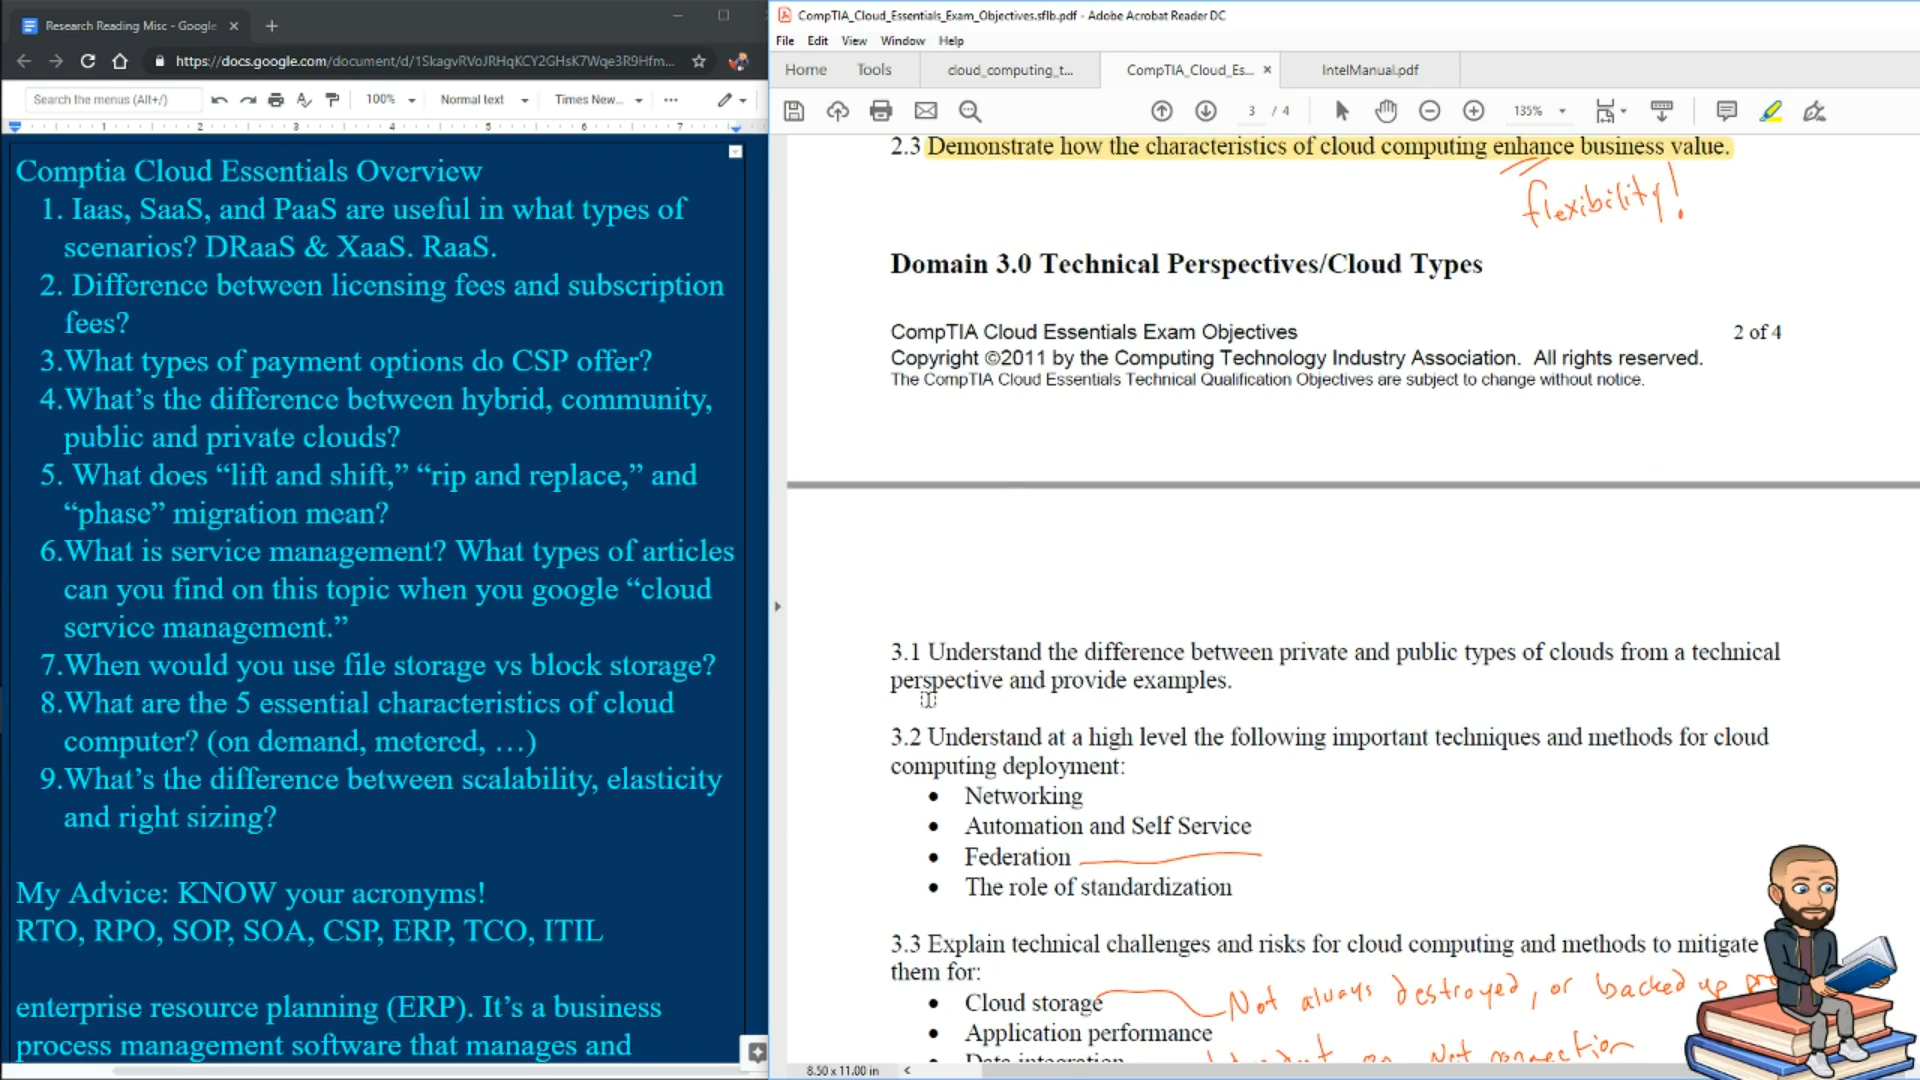 Research Reading Misc - Google
https://docs.google.com/document/d/1SkagvRVoJRHqKCY2GHsK7Wqe3R9Hfm...
Search the menus (Alt+/)
100%
Normal text
Times New...
1 2 3 4 5 6 7
Comptia Cloud Essentials Overview
1. Iaas, SaaS, and PaaS are useful in what types of
scenarios? DRaaS & XaaS. RaaS.
2. Difference between licensing fees and subscription
fees?
3.What types of payment options do CSP offer?
4.What’s the difference between hybrid, community,
public and private clouds?
5. What does “lift and shift,” “rip and replace,” and
“phase” migration mean?
6.What is service management? What types of articles
can you find on this topic when you google “cloud
service management.”
7.When would you use file storage vs block storage?
8.What are the 5 essential characteristics of cloud
computer? (on demand, metered, …)
9.What’s the difference between scalability, elasticity
and right sizing?
My Advice: KNOW your acronyms!
RTO, RPO, SOP, SOA, CSP, ERP, TCO, ITIL
enterprise resource planning (ERP). It’s a business
process management software that manages and
CompTIA_Cloud_Essentials_Exam_Objectives.sflb.pdf - Adobe Acrobat Reader DC
File Edit View Window Help
Home Tools cloud_computing_t... CompTIA_Cloud_Es... IntelManual.pdf
3 / 4
135%
2.3 Demonstrate how the characteristics of cloud computing enhance business value.
flexibility!
Domain 3.0 Technical Perspectives/Cloud Types
CompTIA Cloud Essentials Exam Objectives 2 of 4
Copyright ©2011 by the Computing Technology Industry Association. All rights reserved.
The CompTIA Cloud Essentials Technical Qualification Objectives are subject to change without notice.
3.1 Understand the difference between private and public types of clouds from a technical
perspective and provide examples.
3.2 Understand at a high level the following important techniques and methods for cloud
computing deployment:
• Networking
• Automation and Self Service
• Federation
• The role of standardization
3.3 Explain technical challenges and risks for cloud computing and methods to mitigate
them for:
• Cloud storage
Not always destroyed, or backed up
• Application performance
• Data integration
on Net connection
8.50 x 11.00 in